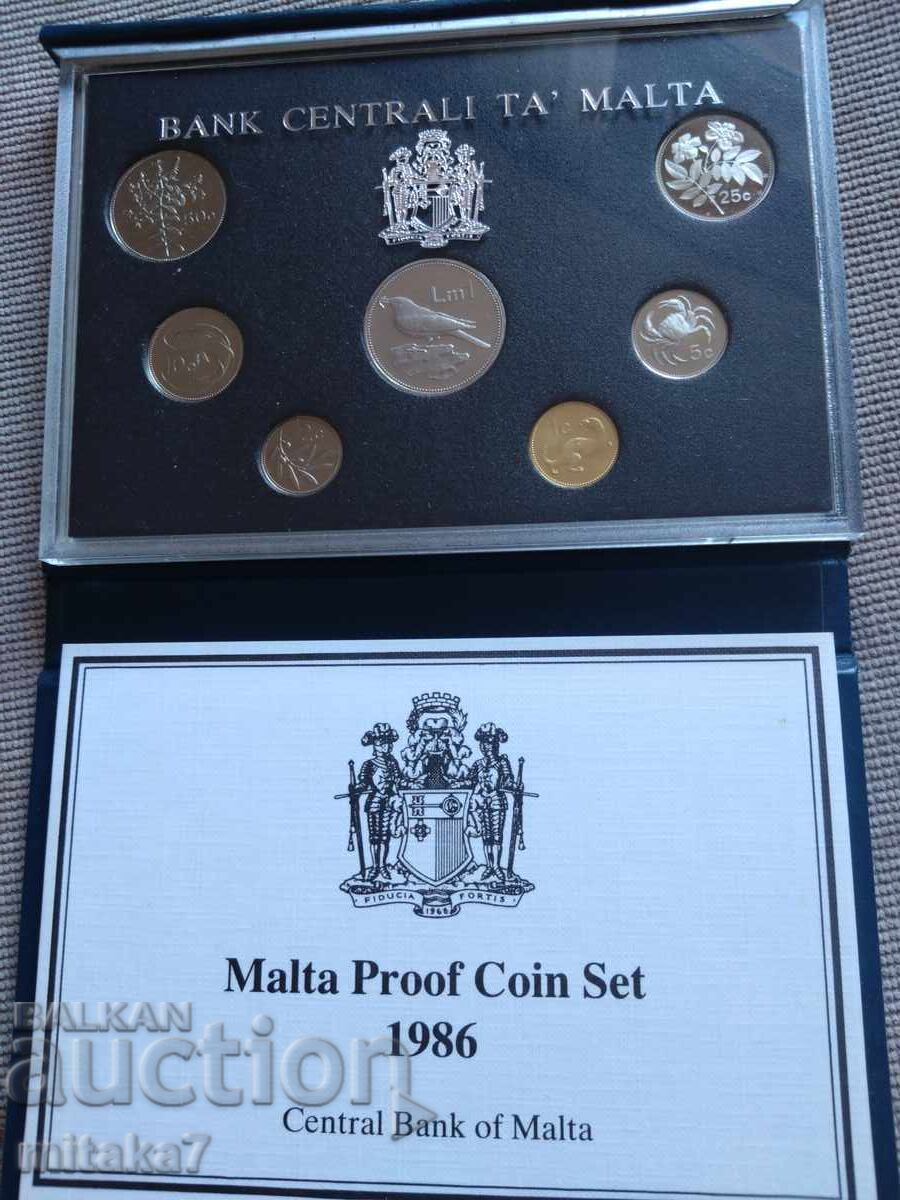 BANK CENTRALI TA' MALTA
50c
25c
Lm1
5c
FIDUCIA FORTIS
1968
Malta Proof Coin Set
1986
Central Bank of Malta
BALKAN
auction
mitaka7